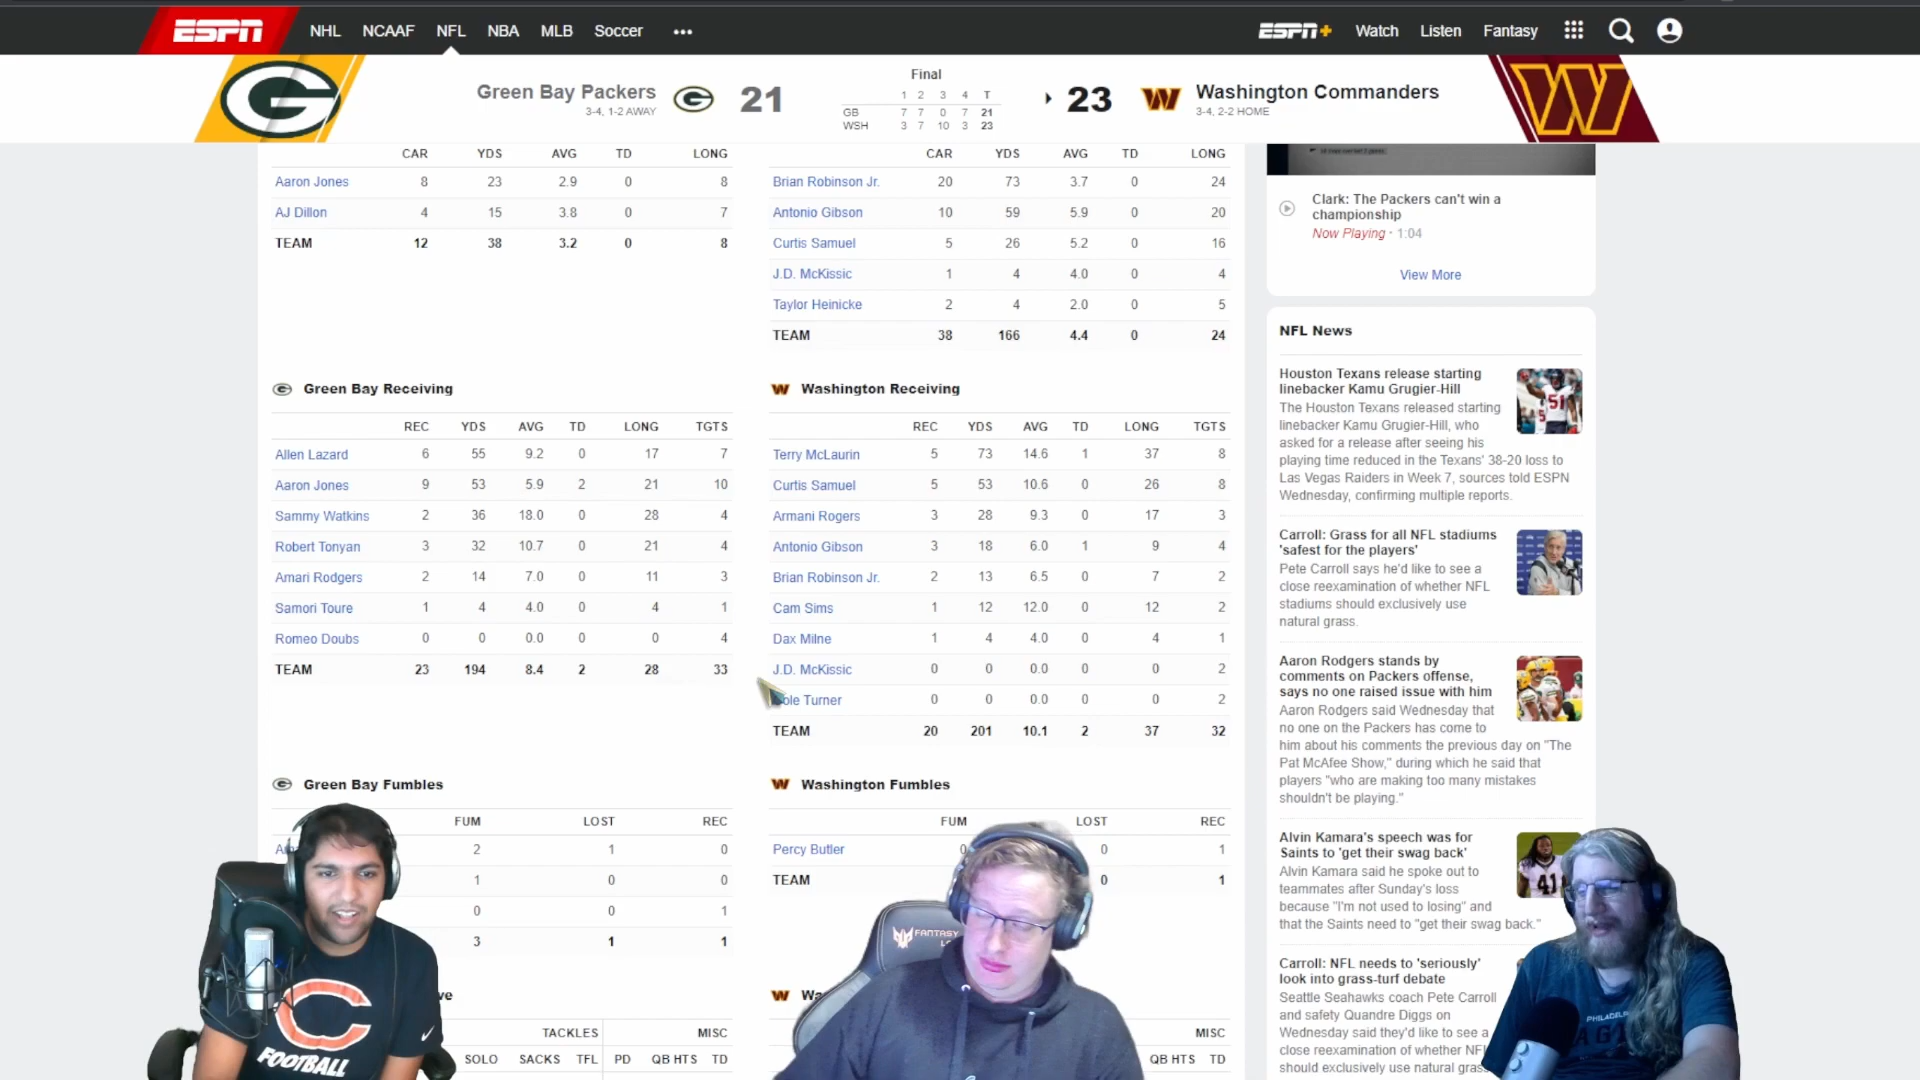 ESPN NHL NCAAF NFL NBA MLB Soccer ••• ESPN+ Watch Listen Fantasy
Green Bay Packers
3-4, 1-2 AWAY
21
Final
1 2 3 4 T
GB 7 7 0 7 21
WSH 3 7 10 3 23
23
Washington Commanders
3-4, 2-2 HOME
CAR YDS AVG TD LONG
Aaron Jones 8 23 2.9 0 8
AJ Dillon 4 15 3.8 0 7
TEAM 12 38 3.2 0 8
CAR YDS AVG TD LONG
Brian Robinson Jr. 20 73 3.7 0 24
Antonio Gibson 10 59 5.9 0 20
Curtis Samuel 5 26 5.2 0 16
J.D. McKissic 1 4 4.0 0 4
Taylor Heinicke 2 4 2.0 0 5
TEAM 38 166 4.4 0 24
Green Bay Receiving
REC YDS AVG TD LONG TGTS
Allen Lazard 6 55 9.2 0 17 7
Aaron Jones 9 53 5.9 2 21 10
Sammy Watkins 2 36 18.0 0 28 4
Robert Tonyan 3 32 10.7 0 21 4
Amari Rodgers 2 14 7.0 0 11 3
Samori Toure 1 4 4.0 0 4 1
Romeo Doubs 0 0 0.0 0 0 4
TEAM 23 194 8.4 2 28 33
Washington Receiving
REC YDS AVG TD LONG TGTS
Terry McLaurin 5 73 14.6 1 37 8
Curtis Samuel 5 53 10.6 0 26 8
Armani Rogers 3 28 9.3 0 17 3
Antonio Gibson 3 18 6.0 1 9 4
Brian Robinson Jr. 2 13 6.5 0 7 2
Cam Sims 1 12 12.0 0 12 2
Dax Milne 1 4 4.0 0 4 1
J.D. McKissic 0 0 0.0 0 0 2
ole Turner 0 0 0.0 0 0 2
TEAM 20 201 10.1 2 37 32
Green Bay Fumbles
FUM LOST REC
2 1 0
1 0 0
0 0 1
3 1 1
Washington Fumbles
FUM LOST REC
Percy Butler 0 0 1
TEAM 0 1
ve
TACKLES MISC
SOLO SACKS TFL PD QB HTS TD
Wa
MISC
QB HTS TD
Clark: The Packers can't win a
championship
Now Playing · 1:04
View More
NFL News
Houston Texans release starting
linebacker Kamu Grugier-Hill
The Houston Texans released starting
linebacker Kamu Grugier-Hill, who
asked for a release after seeing his
playing time reduced in the Texans' 38-20 loss to
Las Vegas Raiders in Week 7, sources told ESPN
Wednesday, confirming multiple reports.
Carroll: Grass for all NFL stadiums
'safest for the players'
Pete Carroll says he'd like to see a
close reexamination of whether NFL
stadiums should exclusively use
natural grass.
Aaron Rodgers stands by
comments on Packers offense,
says no one raised issue with him
Aaron Rodgers said Wednesday that
no one on the Packers has come to
him about his comments the previous day on "The
Pat McAfee Show," during which he said that
players "who are making too many mistakes
shouldn't be playing."
Alvin Kamara's speech was for
Saints to 'get their swag back'
Alvin Kamara said he spoke out to
teammates after Sunday's loss
because "I'm not used to losing" and
that the Saints need to "get their swag back."
Carroll: NFL needs to 'seriously'
look into grass-turf debate
Seattle Seahawks coach Pete Carroll
and safety Quandre Diggs on
Wednesday said they'd like to see a
close reexamination of whether NF
stadiums should exclusively use
natural grass
C
FOOTBALL
FANTASY
PHILADELP